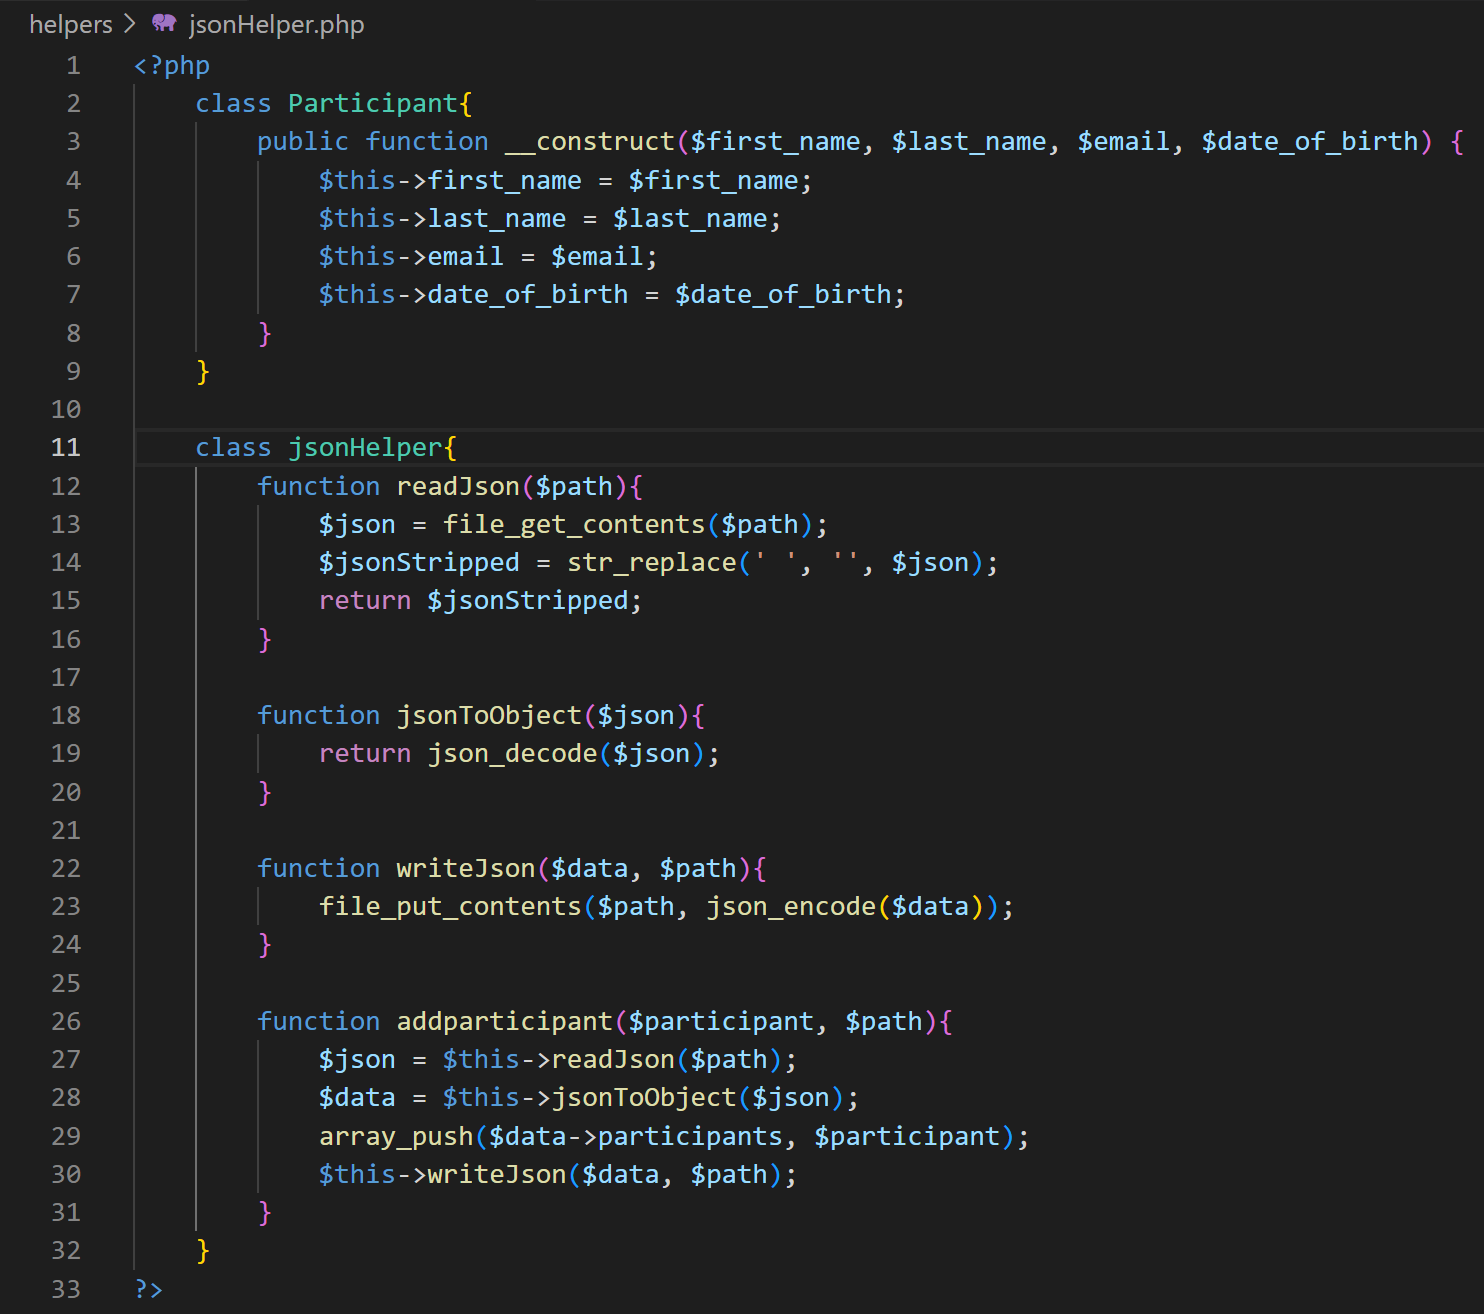 helpers > jsonHelper.php
1 <?php
2     class Participant{
3         public function __construct($first_name, $last_name, $email, $date_of_birth) {
4             $this->first_name = $first_name;
5             $this->last_name = $last_name;
6             $this->email = $email;
7             $this->date_of_birth = $date_of_birth;
8         }
9     }
10
11     class jsonHelper{
12         function readJson($path){
13             $json = file_get_contents($path);
14             $jsonStripped = str_replace(' ', '', $json);
15             return $jsonStripped;
16         }
17
18         function jsonToObject($json){
19             return json_decode($json);
20         }
21
22         function writeJson($data, $path){
23             file_put_contents($path, json_encode($data));
24         }
25
26         function addparticipant($participant, $path){
27             $json = $this->readJson($path);
28             $data = $this->jsonToObject($json);
29             array_push($data->participants, $participant);
30             $this->writeJson($data, $path);
31         }
32     }
33 ?>